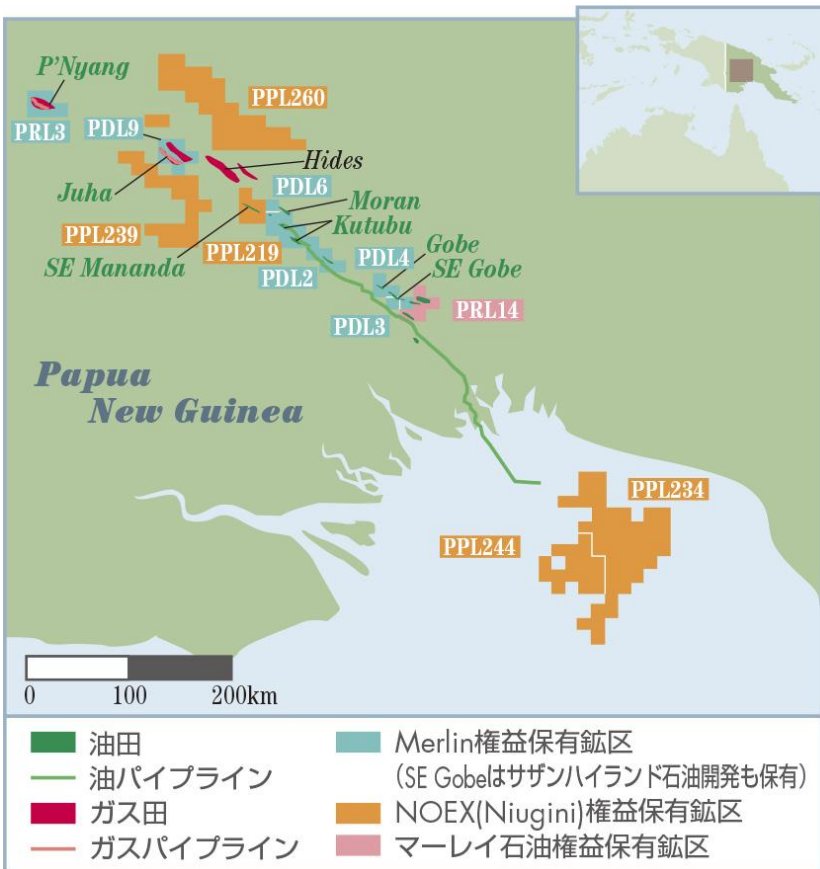 P'Nyang
PPL260
PRL3
PDL9
Hides
Juha
PDL6
Moran
Kutubu
PPL239
Gobe
PPL219
PDL4
SE Gobe
SE Mananda
PDL2
PRL14
PDL3
Papua
New Guinea
PPL234
PPL244
0 100 200km
油田
油パイプライン
ガス田
ガスパイプライン
Merlin権益保有鉱区
(SE Gobeはサザンハイランド石油開発も保有)
NOEX(Niugini)権益保有鉱区
マーレイ石油権益保有鉱区